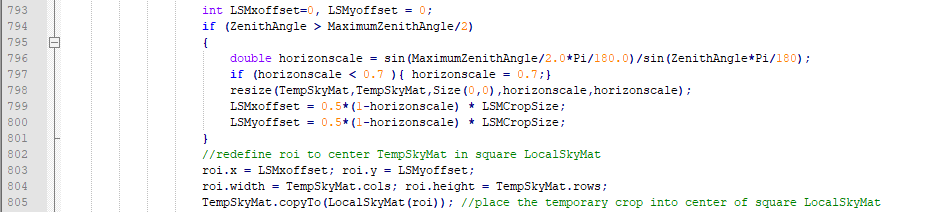 793 int LSMxoffset=0, LSMyoffset = 0;
794 if (ZenithAngle > MaximumZenithAngle/2)
795 {
796 double horizonscale = sin(MaximumZenithAngle/2.0*Pi/180.0)/sin(ZenithAngle*Pi/180);
797 if (horizonscale < 0.7 ){ horizonscale = 0.7;}
798 resize(TempSkyMat,TempSkyMat,Size(0,0),horizonscale,horizonscale);
799 LSMxoffset = 0.5*(1-horizonscale) * LSMCropSize;
800 LSMyoffset = 0.5*(1-horizonscale) * LSMCropSize;
801 }
802 //redefine roi to center TempSkyMat in square LocalSkyMat
803 roi.x = LSMxoffset; roi.y = LSMyoffset;
804 roi.width = TempSkyMat.cols; roi.height = TempSkyMat.rows;
805 TempSkyMat.copyTo(LocalSkyMat(roi)); //place the temporary crop into center of square LocalSkyMat